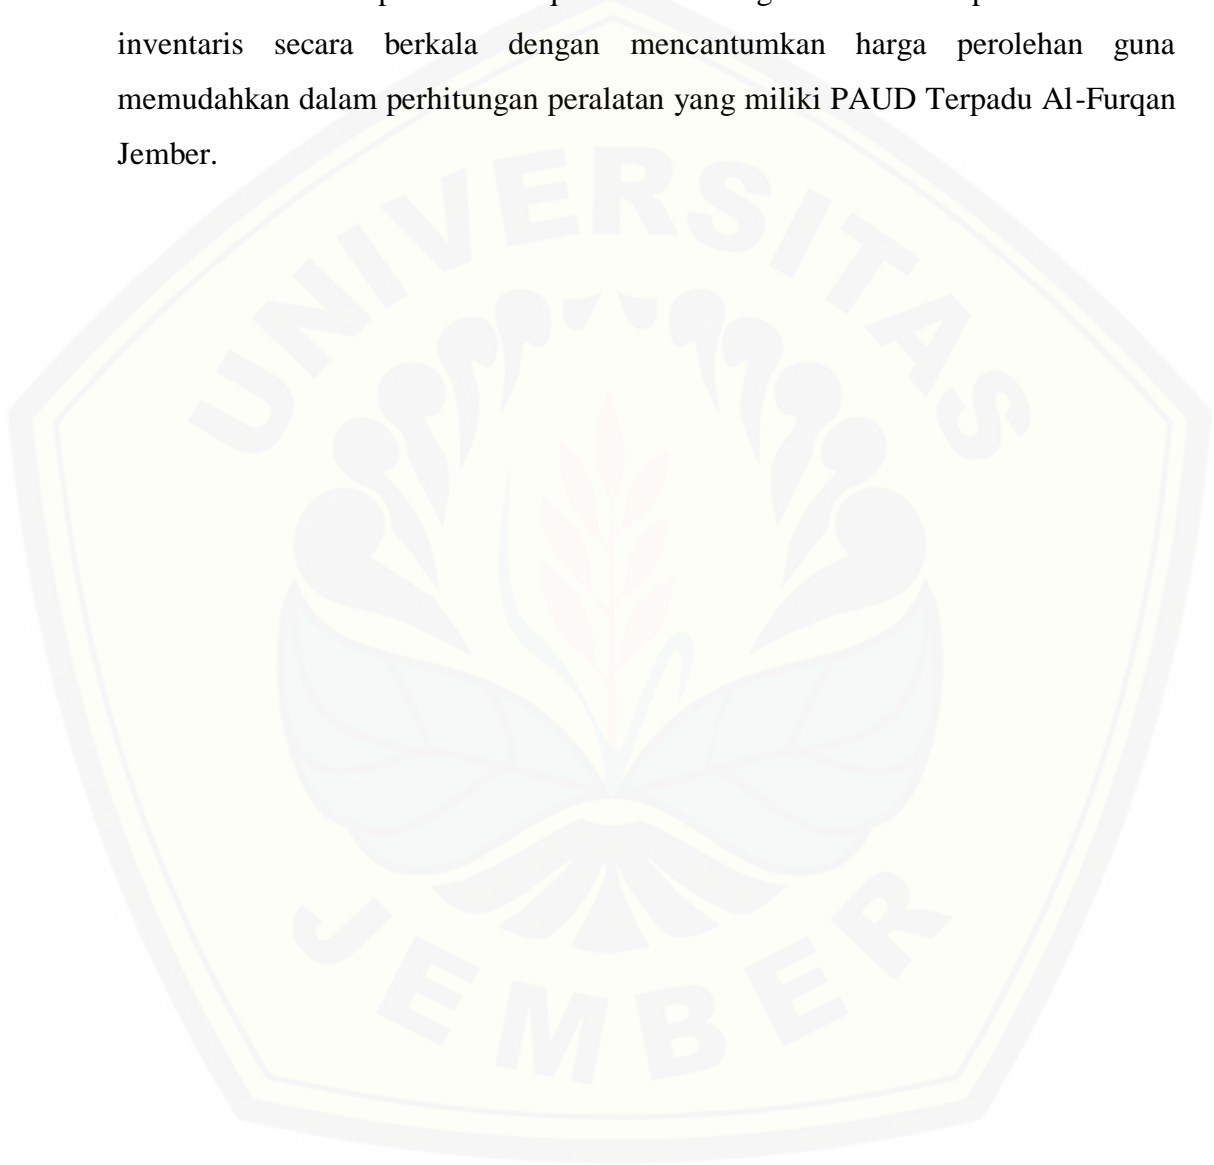 inventaris secara berkala dengan mencantumkan harga perolehan guna
memudahkan dalam perhitungan peralatan yang miliki PAUD Terpadu Al-Furqan
Jember.
UNIVERSITAS
JEMBER